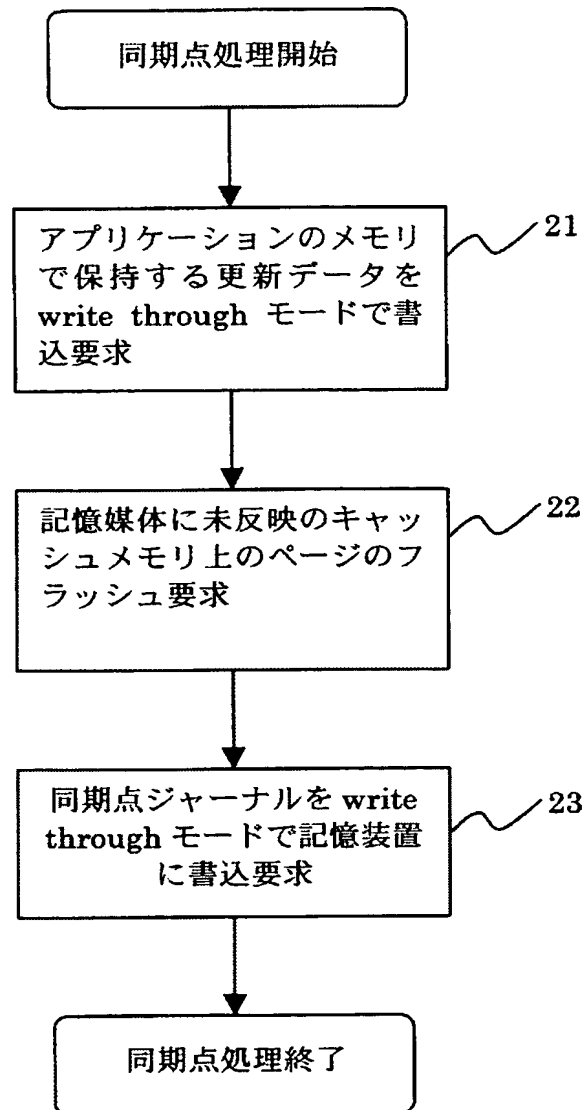 同期点処理開始
アプリケーションのメモリ
で保持する更新データを
write through モードで書
込要求
21
記憶媒体に未反映のキャッ
シュメモリ上のページのフ
ラッシュ要求
22
同期点ジャーナルを write
through モードで記憶装置
に書込要求
23
同期点処理終了